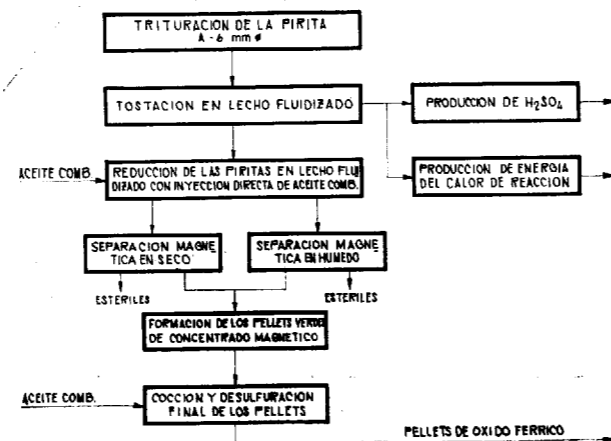 TRITURACION DE LA PIRITA
A - 6 mm ø
TOSTACION EN LECHO FLUIDIZADO
PRODUCCION DE H2SO4
ACEITE COMB.
REDUCCION DE LAS PIRITAS EN LECHO FLUI
DIZADO CON INYECCION DIRECTA DE ACEITE COMB.
PRODUCCION DE ENERGIA
DEL CALOR DE REACCION
SEPARACION MAGNE
TICA EN SECO
SEPARACION MAGNE
TICA EN HUMEDO
ESTERILES
ESTERILES
FORMACION DE LOS PELLETS VERDES
DE CONCENTRADO MAGNETICO
ACEITE COMB.
COCCION Y DESULFURACION
FINAL DE LOS PELLETS
PELLETS DE OXIDO FERRICO